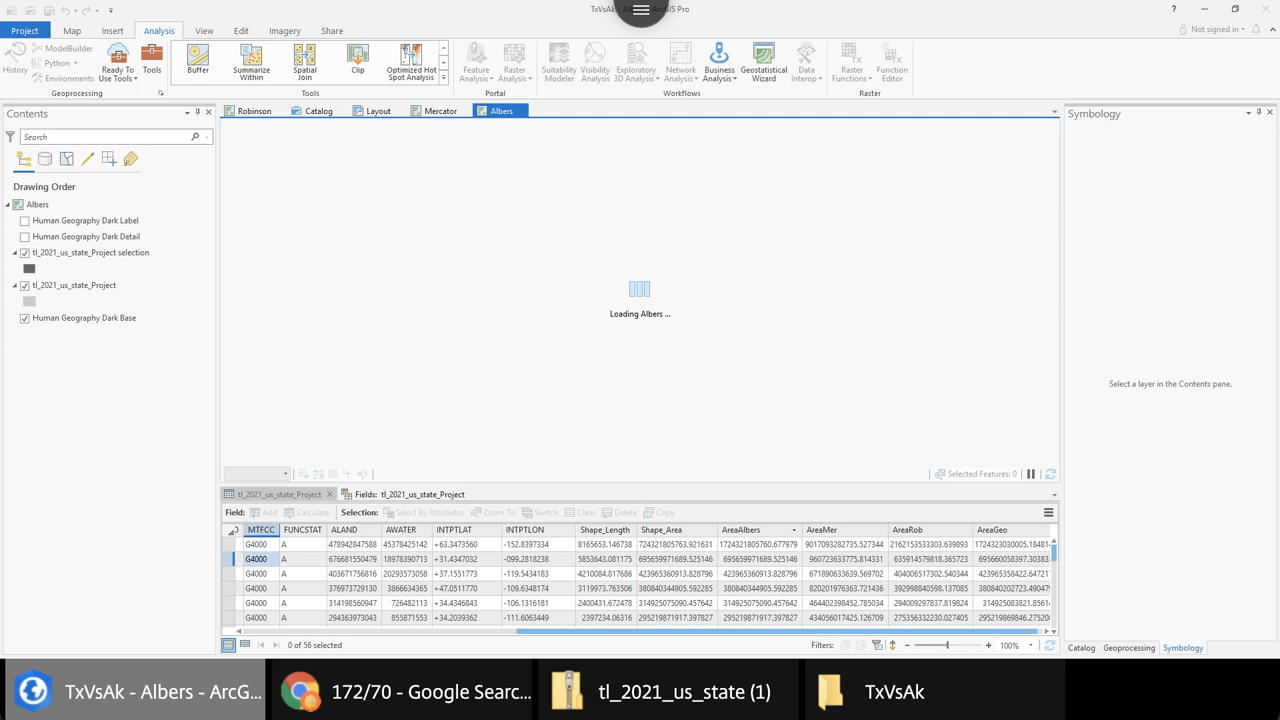 TxVsAk - Albers - ArcGIS Pro
Not signed in
Project Map Insert Analysis View Edit Imagery Share
History
ModelBuilder
Python
Environments
Ready To Use Tools
Tools
Geoprocessing
Buffer
Summarize Within
Spatial Join
Clip
Optimized Hot Spot Analysis
Tools
Feature Analysis
Raster Analysis
Portal
Suitability Modeler
Visibility Analysis
Exploratory 3D Analysis
Network Analysis
Business Analysis
Geostatistical Wizard
Data Interop
Workflows
Raster Functions
Function Editor
Raster
Contents
Search
Drawing Order
Albers
Human Geography Dark Label
Human Geography Dark Detail
tl_2021_us_state_Project selection
tl_2021_us_state_Project
Human Geography Dark Base
Robinson Catalog Layout Mercator Albers
Loading Albers ...
Selected Features: 0
Symbology
Select a layer in the Contents pane.
tl_2021_us_state_Project Fields: tl_2021_us_state_Project
Field: Add Calculate Selection: Select By Attributes Zoom To Switch Clear Delete Copy
MTFCC FUNCSTAT ALAND AWATER INTPTLAT INTPTLON Shape_Length Shape_Area AreaAlbers AreaMer AreaRob AreaGeo
G4000 A 478942847588 45378425142 +63.3473560 -152.8397334 8165653.146738 724321805763.921631 1724321805760.677979 9017093282735.527344 2162153533303.639893 1724323030005.184814
G4000 A 676681550479 18978390060 +31.4347032 -099.2818238 5853643.081175 695659971689.525146 695659971689.525146 960723633775.814331 635914579818.365723 695660058397.30383
G4000 A 403671756816 20293573058 +37.1551773 -119.5434183 4210084.817686 423965360913.828796 423965360913.828796 671890633639.569702 404006517302.540344 423965358422.64721
G4000 A 376973729130 3866634365 +47.0511770 -109.6348174 3119973.763506 380840344995.592285 380840344995.592285 820201976363.721436 392998840598.137085 380840202723.490479
G4000 A 314198560947 726482113 +34.4346843 -106.1316181 2400431.672478 314925075090.457642 314925075090.457642 464402398452.785034 294009297837.819824 314925083821.85614
G4000 A 294363973043 855871553 +34.2039362 -111.6063449 2397234.06316 295219871917.397828 295219871917.397827 434056017425.126709 275356332230.027405 295219869846.275208
0 of 56 selected
Filters:
100%
Catalog Geoprocessing Symbology
TxVsAk - Albers - ArcG...
172/70 - Google Searc...
tl_2021_us_state (1)
TxVsAk